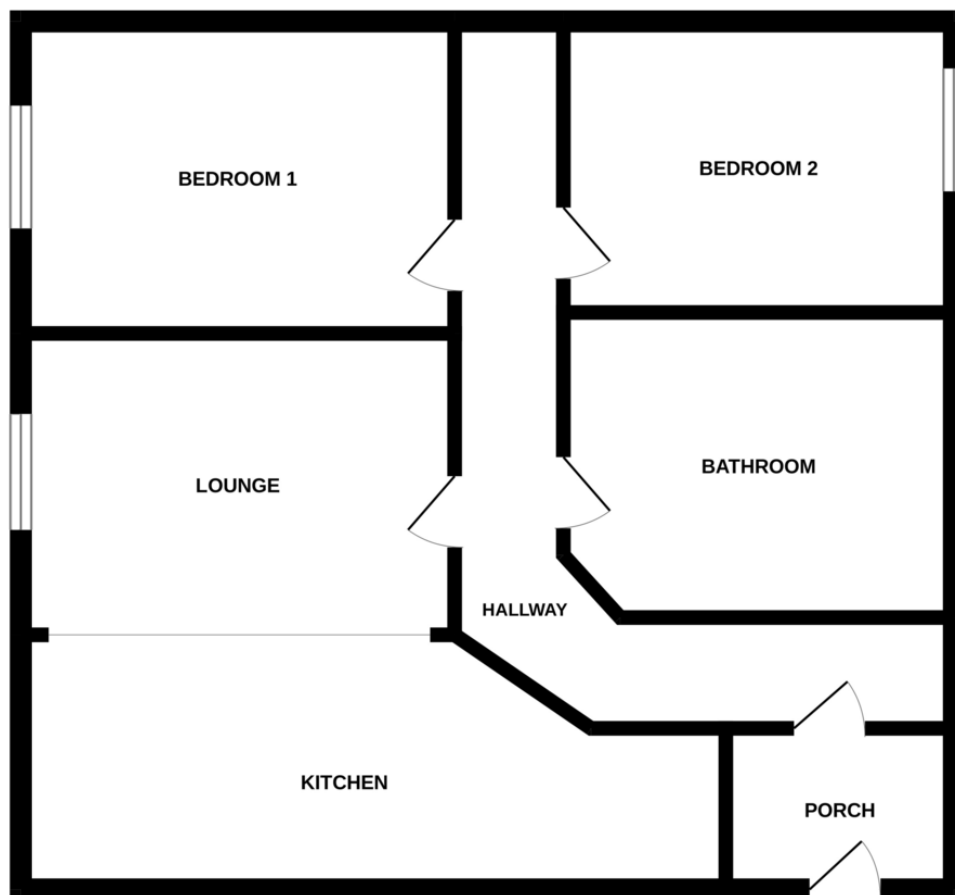 BEDROOM 1
BEDROOM 2
LOUNGE
BATHROOM
HALLWAY
KITCHEN
PORCH